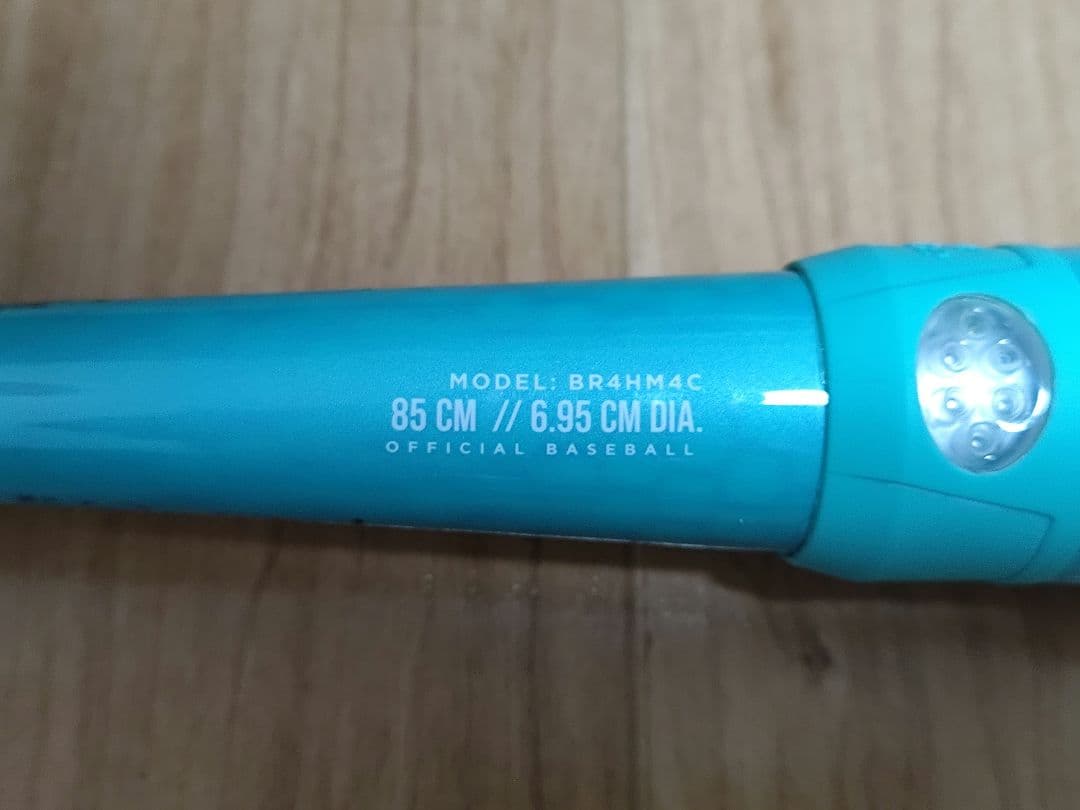 MODEL: BR4HM4C
85 CM // 6.95 CM DIA.
OFFICIAL BASEBALL